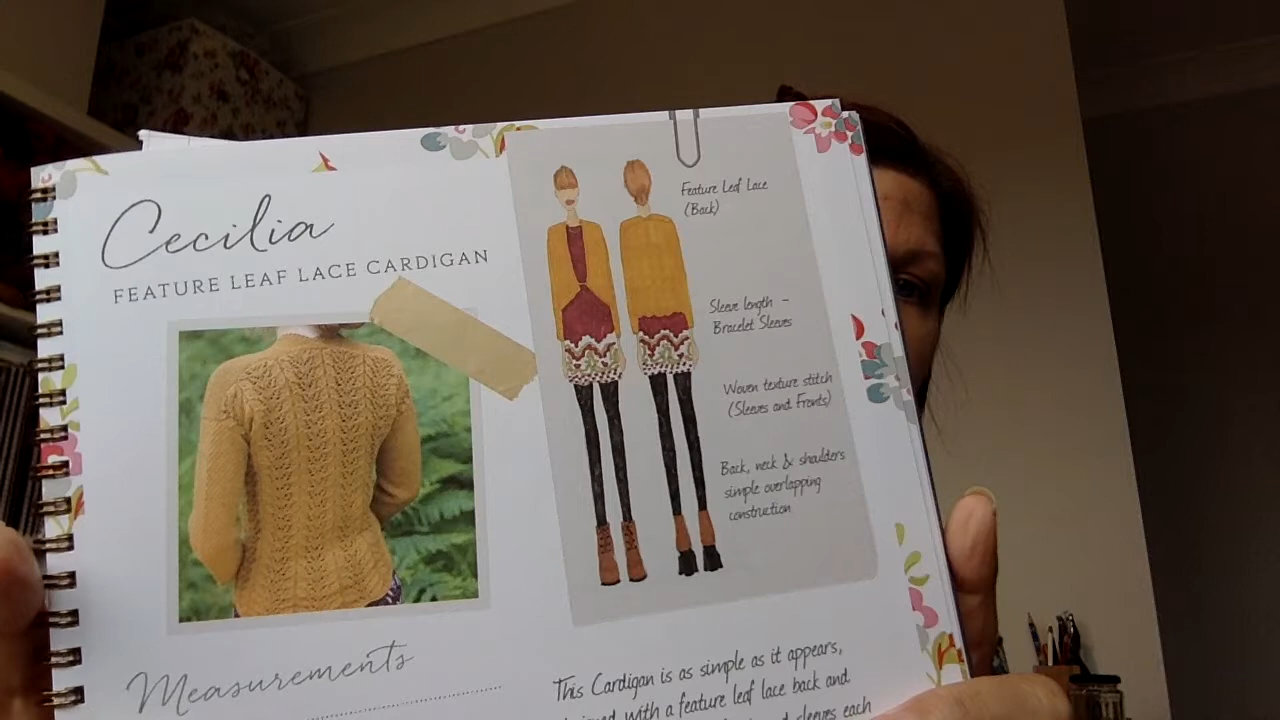 Cecilia
FEATURE LEAF LACE CARDIGAN
Feature Leaf Lace
(Back)
Sleeve length -
Bracelet Sleeves
Woven texture stitch
(Sleeves and Fronts)
Back, neck & shoulders
simple overlapping
construction
Measurements
This Cardigan is as simple as it appears,
with a feature leaf lace back and
sleeves each